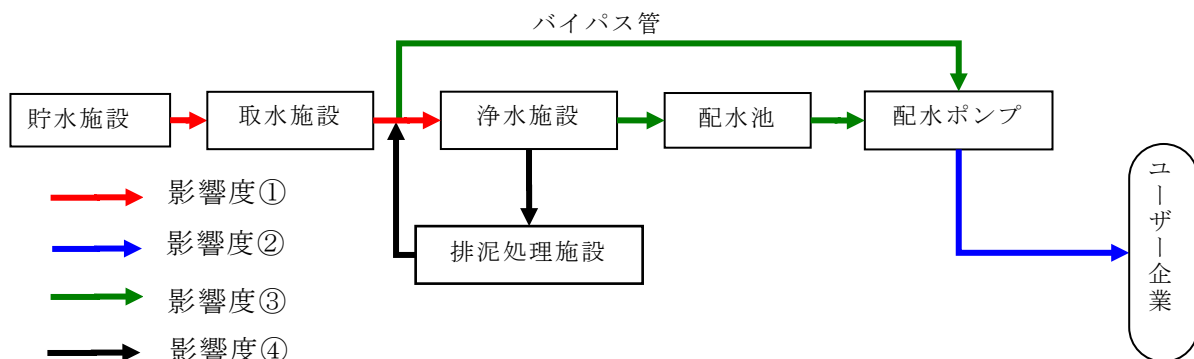 バイパス管
貯水施設
取水施設
浄水施設
配水池
配水ポンプ
ユーザー企業
排泥処理施設
影響度①
影響度②
影響度③
影響度④